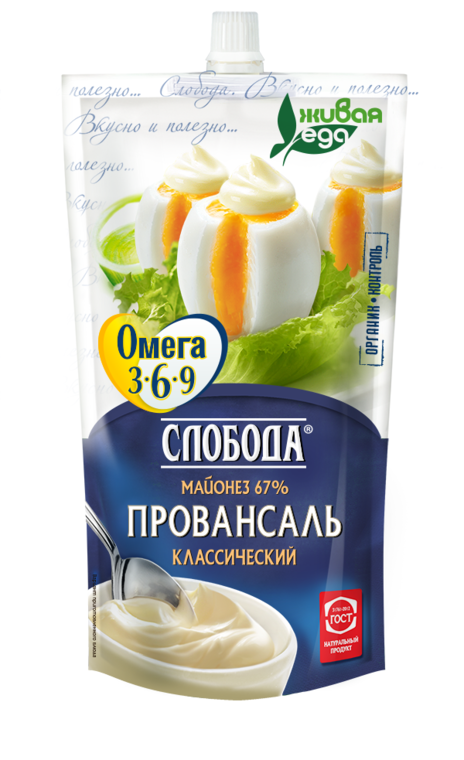 полезно... Слобода. Вкусно и полезно...
Вкусно и полезно...
полезно...
Вкус
живая
еда
ОРГАНИК • КОНТРОЛЬ
Омега
3·6·9
СЛОБОДА®
МАЙОНЕЗ 67%
ПРОВАНСАЛЬ
КЛАССИЧЕСКИЙ
ГОСТ
НАТУРАЛЬНЫЙ
ПРОДУКТ